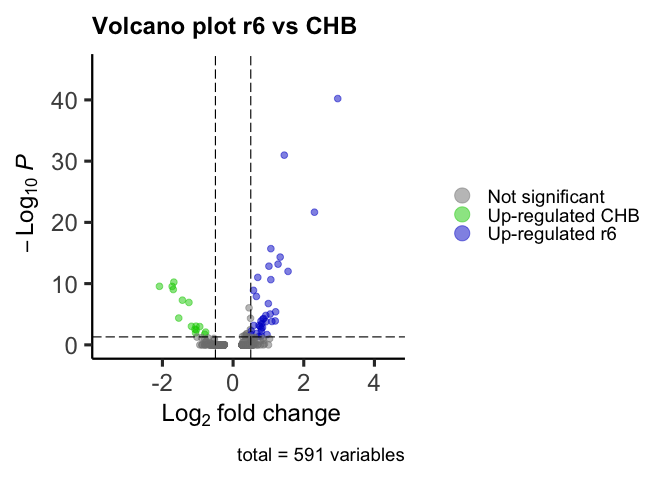 Volcano plot r6 vs CHB
− Log₁₀ P
40
30
20
10
0
-2 0 2 4
Log₂ fold change
Not significant
Up-regulated CHB
Up-regulated r6
total = 591 variables